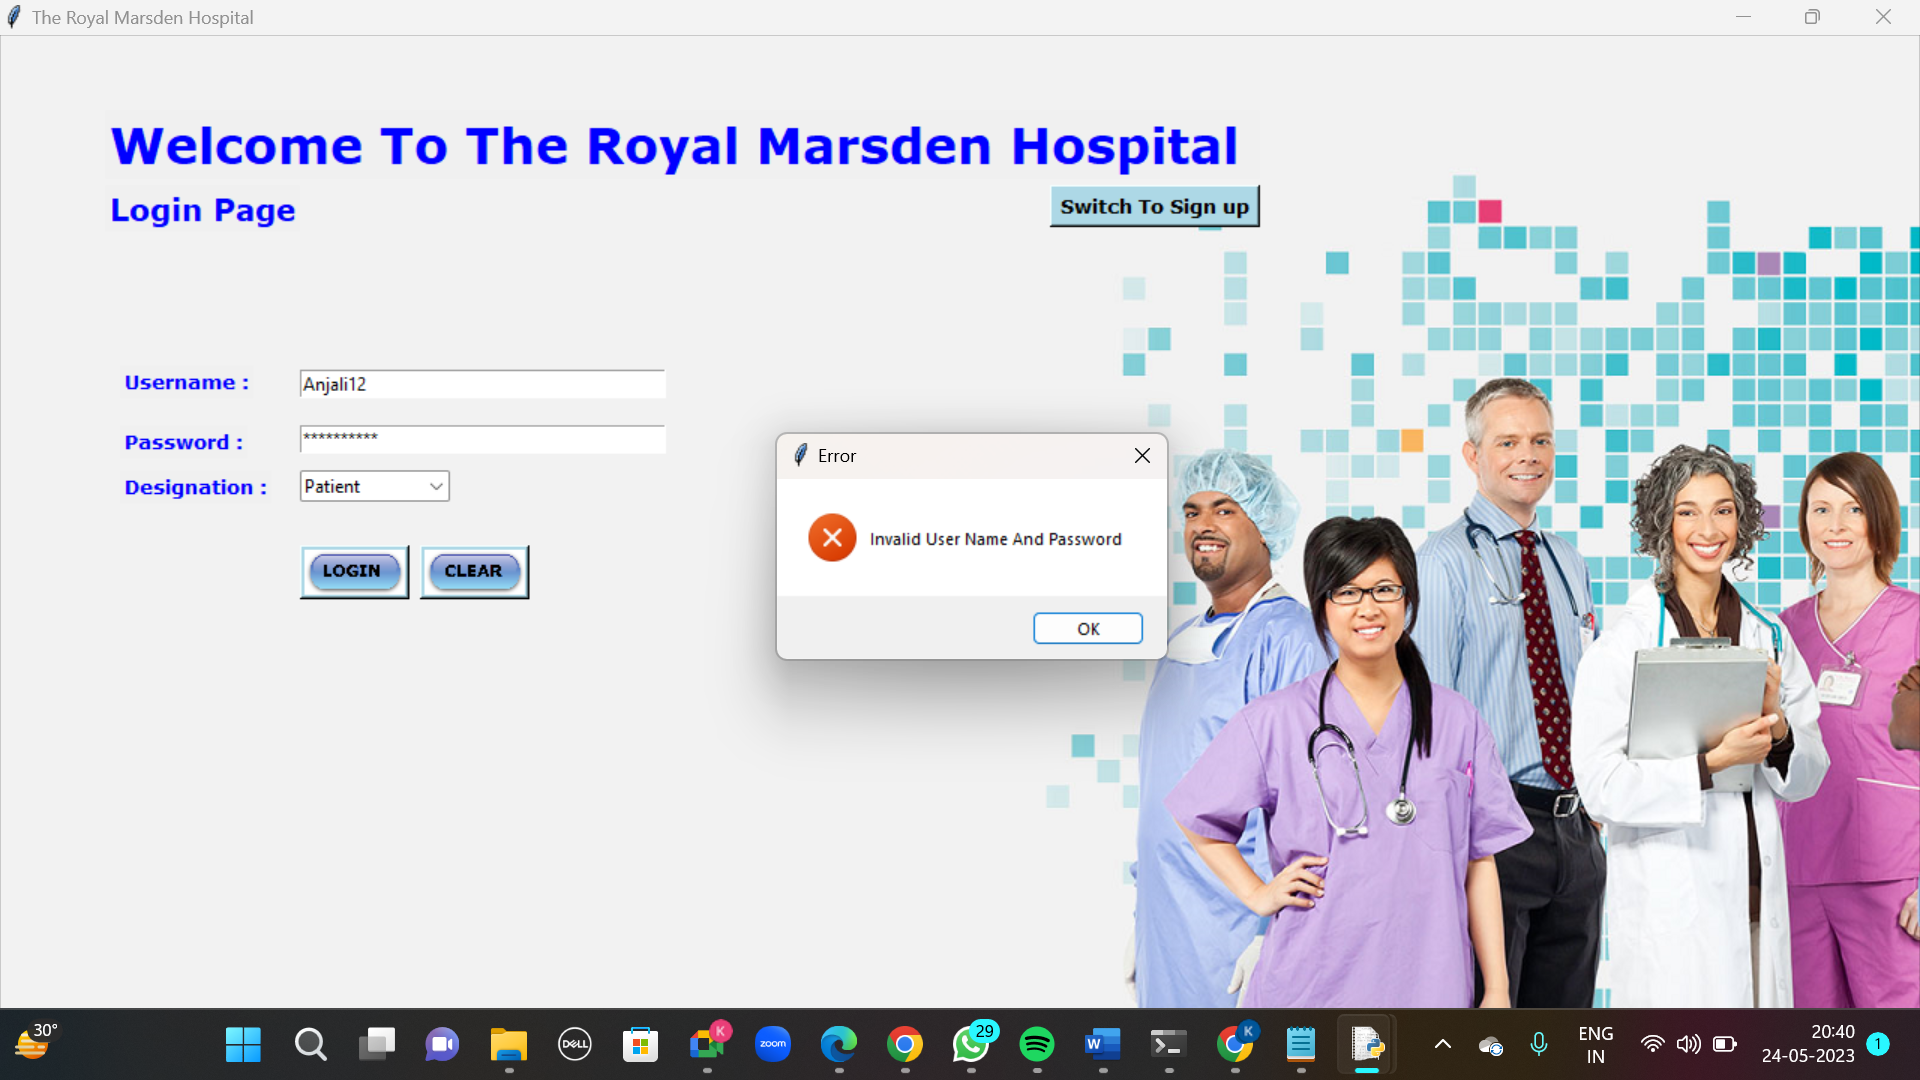 The Royal Marsden Hospital
Welcome To The Royal Marsden Hospital
Login Page
Switch To Sign up
Username :
Anjali12
Password :
**********
Designation :
Patient
LOGIN
CLEAR
Error
Invalid User Name And Password
OK
30°
DELL
K
zoom
29
W
K
ENG
IN
20:40
24-05-2023
1